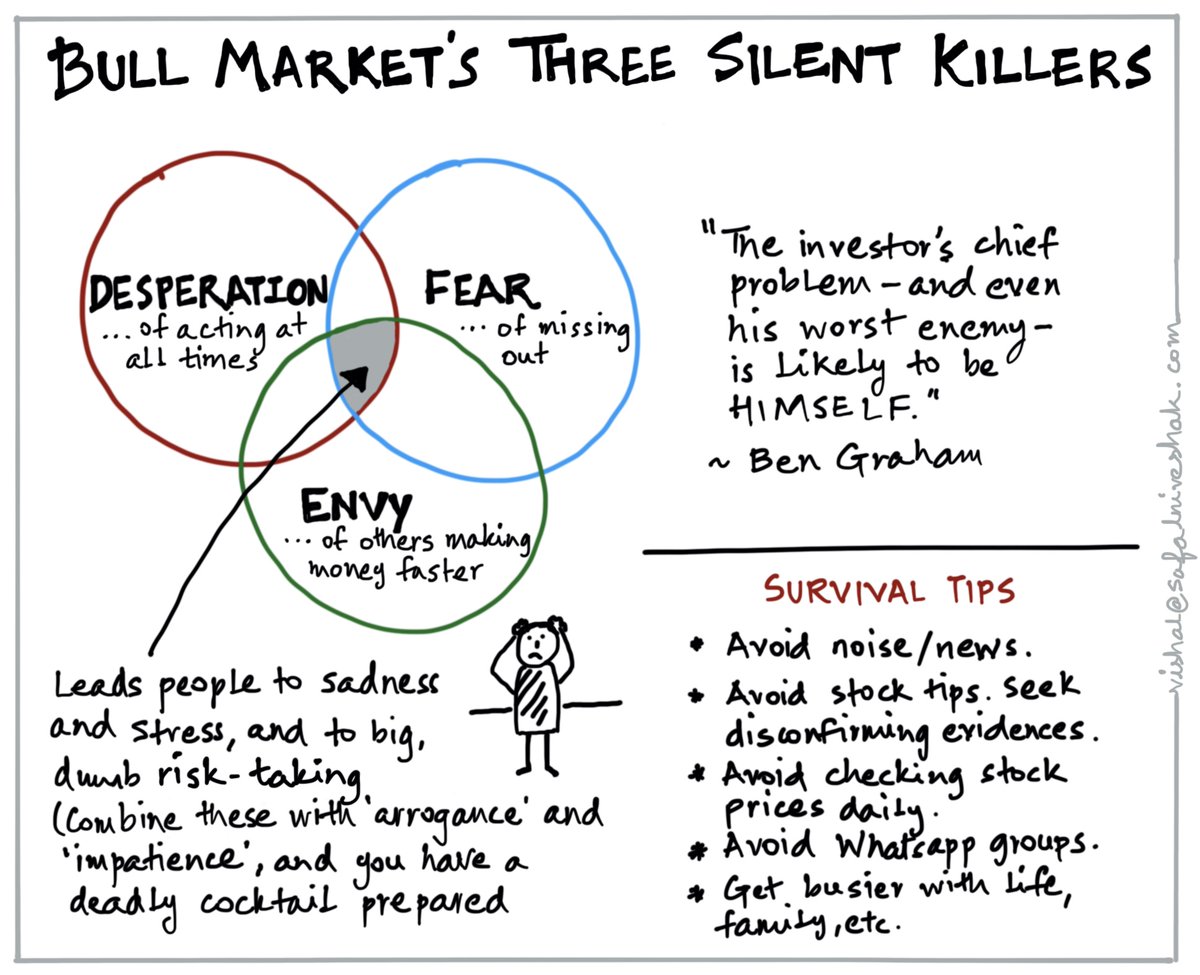 BULL MARKET'S THREE SILENT KILLERS
DESPERATION
... of acting at
all times
FEAR
... of missing
out
ENVY
... of others making
money faster
Leads people to sadness
and stress, and to big,
dumb risk-taking
(Combine these with 'arrogance' and
'impatience', and you have a
deadly cocktail prepared
"The investor's chief
problem - and even
his worst enemy -
is likely to be
HIMSELF."
~ Ben Graham
SURVIVAL TIPS
* Avoid noise/news.
* Avoid stock tips. Seek
disconfirming evidences.
* Avoid checking stock
prices daily.
* Avoid Whatsapp groups.
* Get busier with life,
family, etc.
vishal@safalniveshak.com